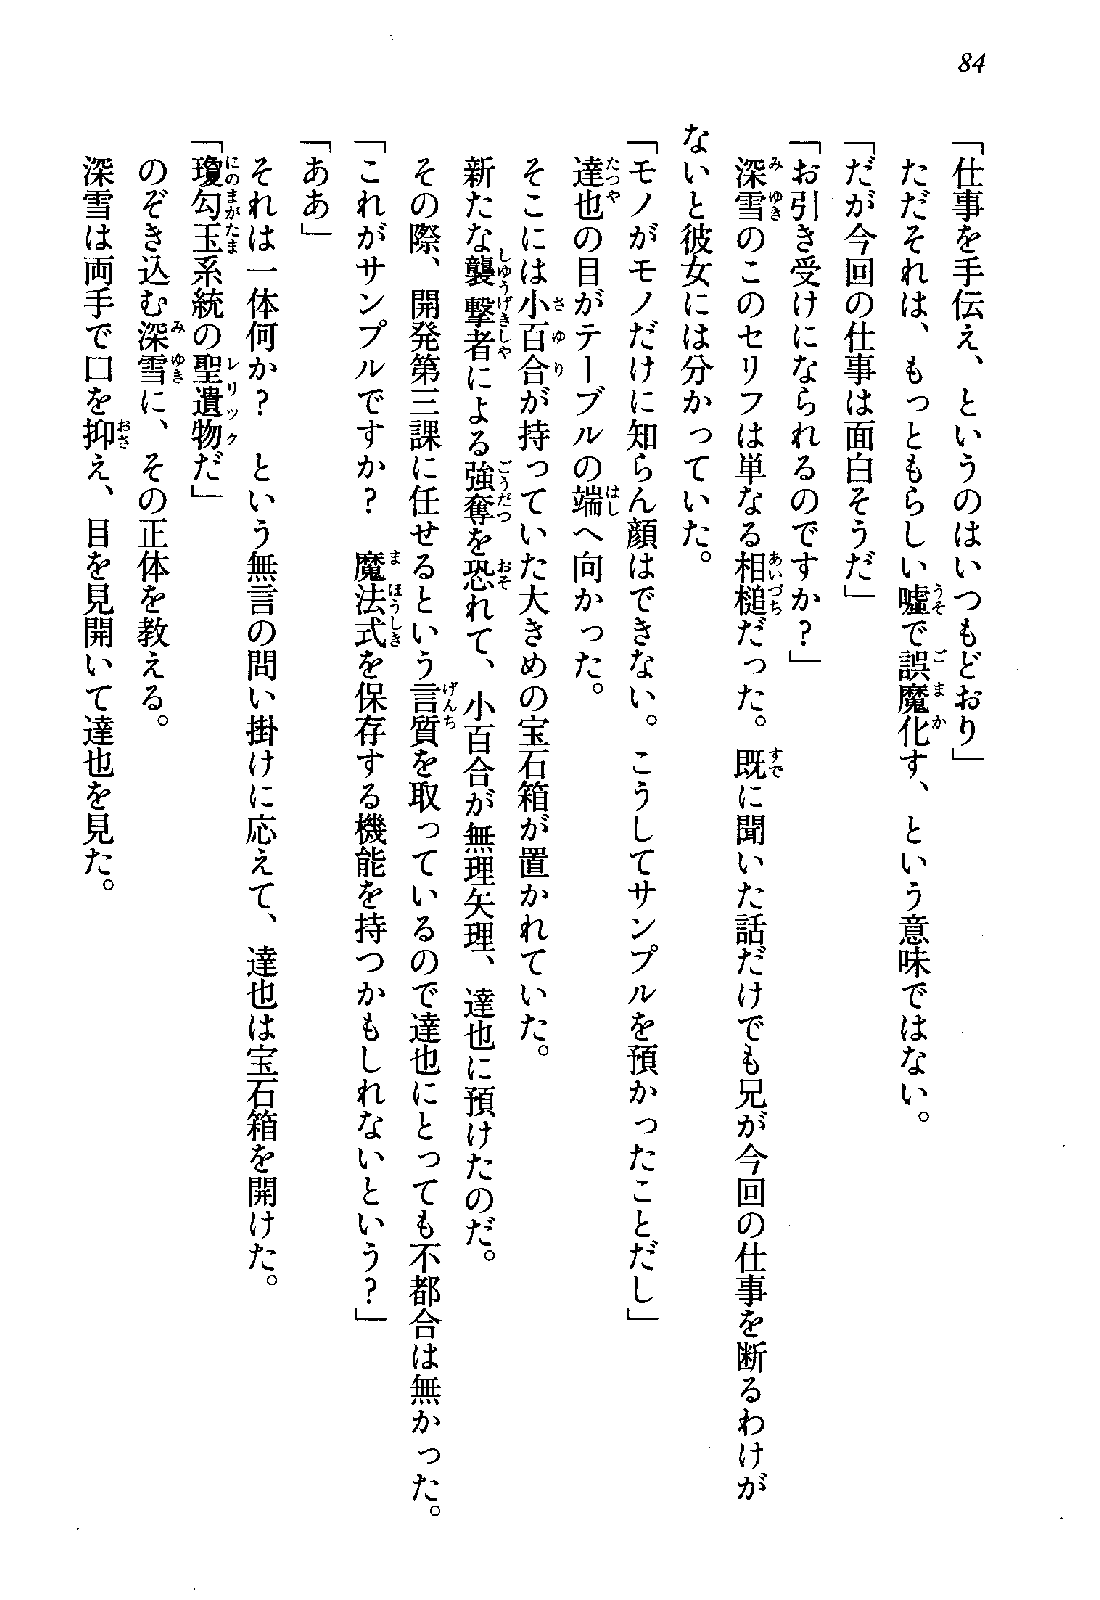 84
「仕事を手伝え、というのはいつもどおり」
ただそれは、もっともらしい嘘で誤魔化す、という意味ではない。
「だが今回の仕事は面白そうだ」
「お引き受けになられるのですか？」
深雪のこのセリフは単なる相槌だった。既に聞いた話だけでも兄が今回の仕事を断るわけが
ないと彼女には分かっていた。
「モノがモノだけに知らん顔はできない。こうしてサンプルを預かったことだし」
達也の目がテーブルの端へ向かった。
そこには小百合が持っていた大きめの宝石箱が置かれていた。
新たな襲撃者による強奪を恐れて、小百合が無理矢理、達也に預けたのだ。
その際、開発第三課に任せるという言質を取っているので達也にとっても不都合は無かった。
「これがサンプルですか？　魔法式を保存する機能を持つかもしれないという？」
「ああ」
それは一体何か？　という無言の問い掛けに応えて、達也は宝石箱を開けた。
「瓊勾玉系統の聖遺物だ」
のぞき込む深雪に、その正体を教える。
深雪は両手で口を抑え、目を見開いて達也を見た。